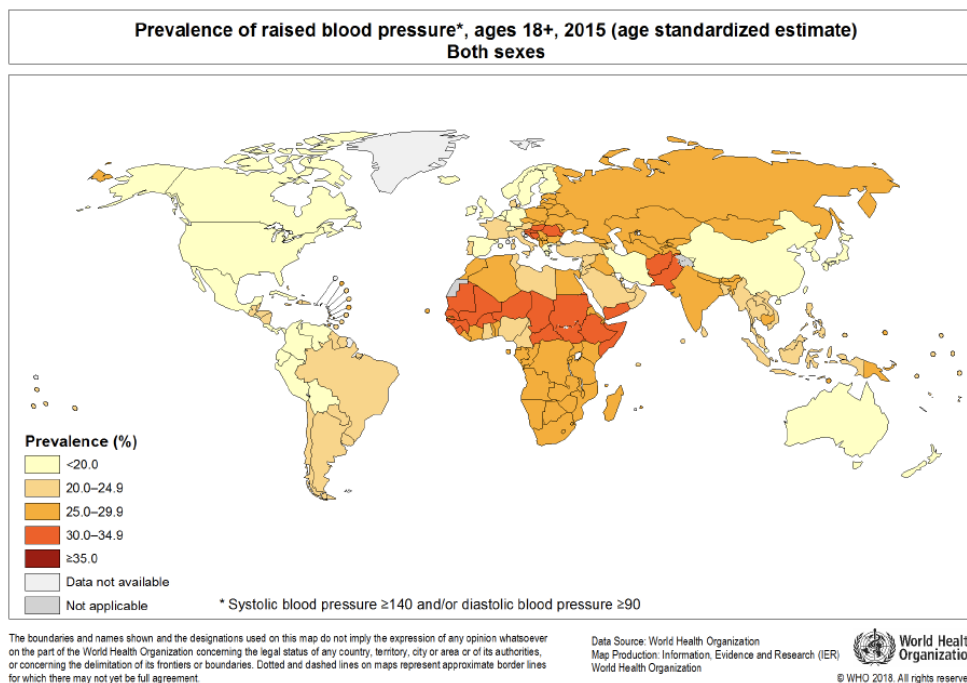 Prevalence of raised blood pressure*, ages 18+, 2015 (age standardized estimate)
Both sexes
Prevalence (%)
<20.0
20.0–24.9
25.0–29.9
30.0–34.9
≥35.0
Data not available
Not applicable
* Systolic blood pressure ≥140 and/or diastolic blood pressure ≥90
The boundaries and names shown and the designations used on this map do not imply the expression of any opinion whatsoever
on the part of the World Health Organization concerning the legal status of any country, territory, city or area or of its authorities,
or concerning the delimitation of its frontiers or boundaries. Dotted and dashed lines on maps represent approximate border lines
for which there may not yet be full agreement.
Data Source: World Health Organization
Map Production: Information, Evidence and Research (IER)
World Health Organization
World Health
Organizatio
© WHO 2018. All rights reserve